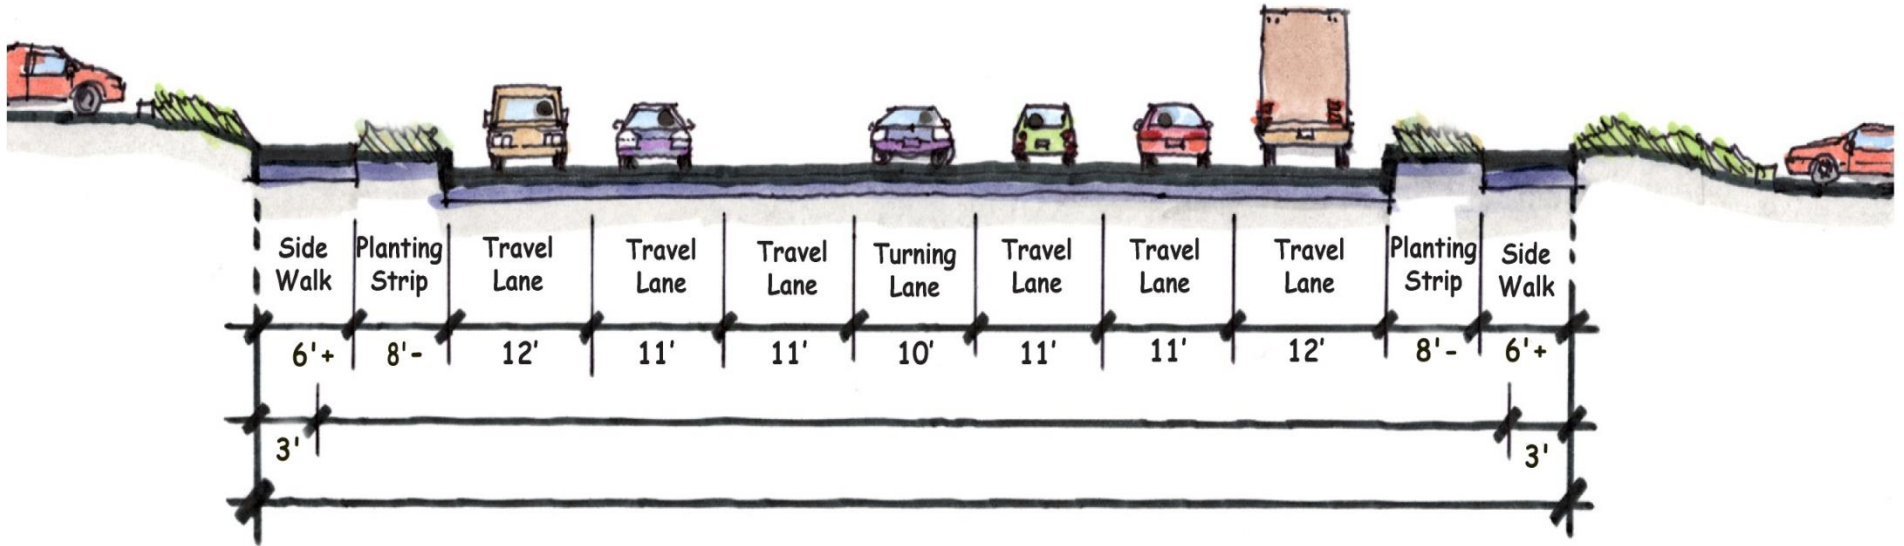 Side
Walk
Planting
Strip
Travel
Lane
Travel
Lane
Travel
Lane
Turning
Lane
Travel
Lane
Travel
Lane
Travel
Lane
Planting
Strip
Side
Walk
6'+ 8'- 12' 11' 11' 10' 11' 11' 12' 8'- 6'+
3' 3'